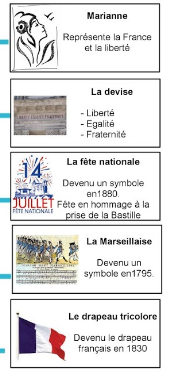 Marianne
Représente la France
et la liberté
La devise
- Liberté
- Egalité
- Fraternité
14
JUILLET
FÊTE NATIONALE
La fête nationale
Devenu un symbole
en1880.
Fête en hommage à la
prise de la Bastille
La Marseillaise
Devenu un
symbole en1795.
Le drapeau tricolore
Devenu le drapeau
français en 1830